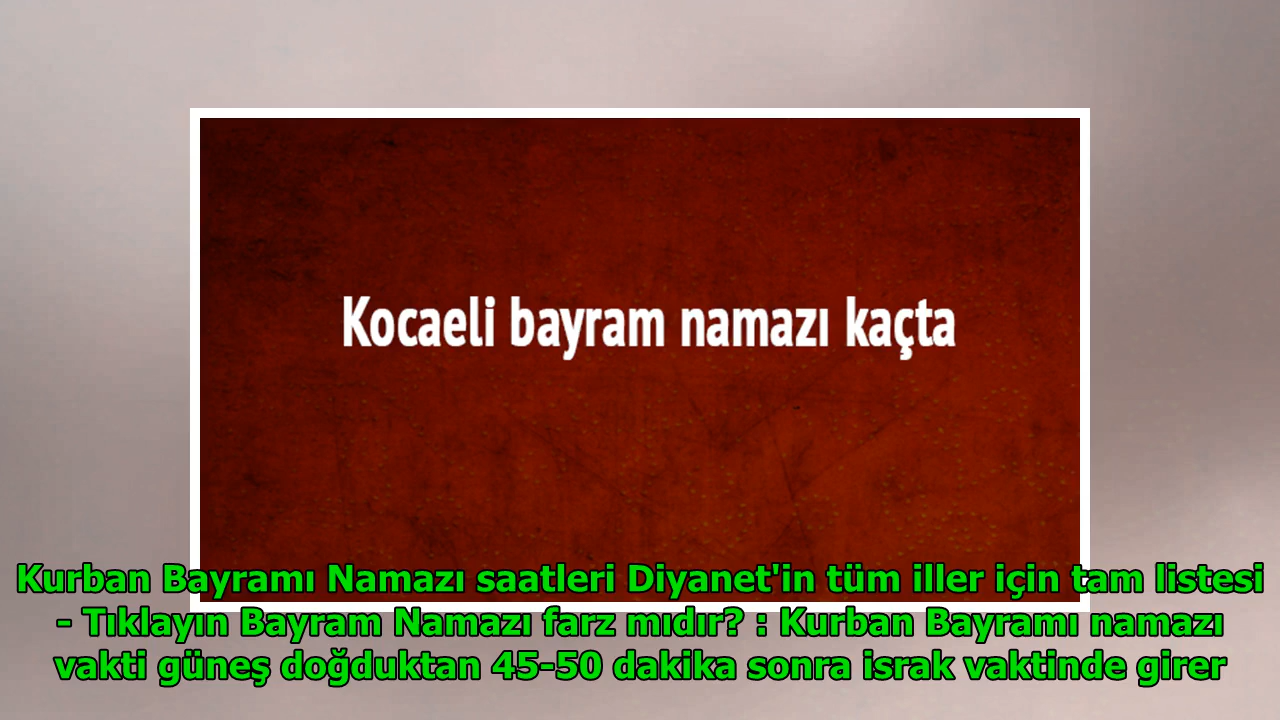 Kocaeli bayram namazı kaçta
Kurban Bayramı Namazı saatleri Diyanet'in tüm iller için tam listesi
- Tıklayın Bayram Namazı farz mıdır? : Kurban Bayramı namazı
vakti güneş doğduktan 45-50 dakika sonra israk vaktinde girer